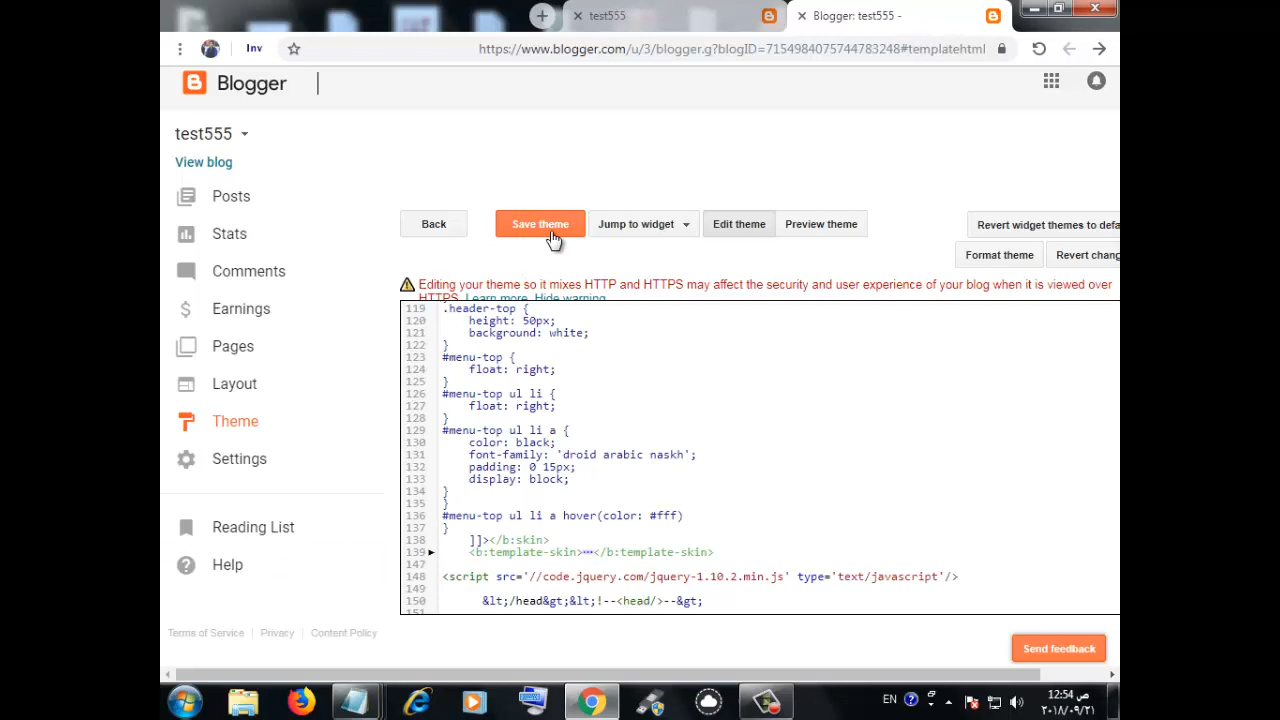 test555
Blogger: test555 -
Inv
https://www.blogger.com/u/3/blogger.g?blogID=7154984075744783248#templatehtml
Blogger
test555
View blog
Posts
Stats
Comments
Earnings
Pages
Layout
Theme
Settings
Reading List
Help
Terms of Service | Privacy | Content Policy
Back
Save theme
Jump to widget
Edit theme
Preview theme
Revert widget themes to defa
Format theme
Revert chang
Editing your theme so it mixes HTTP and HTTPS may affect the security and user experience of your blog when it is viewed over
HTTPS. Learn more. Hide warning
119 .header-top {
120 height: 50px;
121 background: white;
122 }
123 #menu-top {
124 float: right;
125 }
126 #menu-top ul li {
127 float: right;
128 }
129 #menu-top ul li a {
130 color: black;
131 font-family: 'droid arabic naskh';
132 padding: 0 15px;
133 display: block;
134 }
135 }
136 #menu-top ul li a hover(color: #fff)
137 }
138 ]]></b:skin>
139 <b:template-skin>↔</b:template-skin>
147
148 <script src='//code.jquery.com/jquery-1.10.2.min.js' type='text/javascript'/>
149
150 &lt;/head&gt;&lt;!--<head/>--&gt;
151
Send feedback
EN
12:54 ص
٢٠١٨/٠٩/٢١